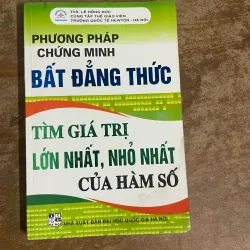 THS. LÊ HỒNG ĐỨC
CÙNG TẬP THỂ GIÁO VIÊN
TRƯỜNG QUỐC TẾ NEWTON - HÀ NỘI
PHƯƠNG PHÁP
CHỨNG MINH
BẤT ĐẲNG THỨC
TÌM GIÁ TRỊ
LỚN NHẤT, NHỎ NHẤT
CỦA HÀM SỐ
NHÀ XUẤT BẢN ĐẠI HỌC QUỐC GIA HÀ NỘI